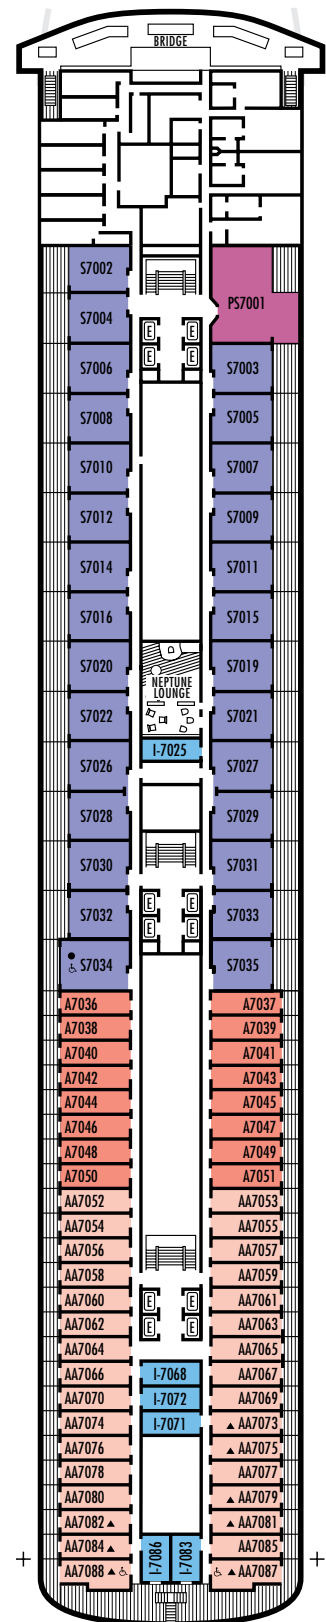 BRIDGE
S7002
PS7001
S7004
E E
E E
S7006 S7003
S7008 S7005
S7010 S7007
S7012 S7009
S7014 S7011
S7016 S7015
S7020 S7019
NEPTUNE
LOUNGE
S7022 S7021
I-7025
S7026 S7027
S7028 S7029
S7030 S7031
E E
S7032 S7033
E E
S7034 S7035
A7036 A7037
A7038 A7039
A7040 A7041
A7042 A7043
A7044 A7045
A7046 A7047
A7048 A7049
A7050 A7051
AA7052 AA7053
AA7054 AA7055
AA7056 AA7057
AA7058 AA7059
AA7060 E E AA7061
AA7062 E E AA7063
AA7064 AA7065
AA7066 I-7068 AA7067
AA7070 I-7072 AA7069
AA7074 I-7071 AA7073
AA7076 AA7075
AA7078 AA7077
AA7080 AA7079
AA7082 AA7081
AA7084 I-7086 I-7083 AA7085
AA7088 AA7087